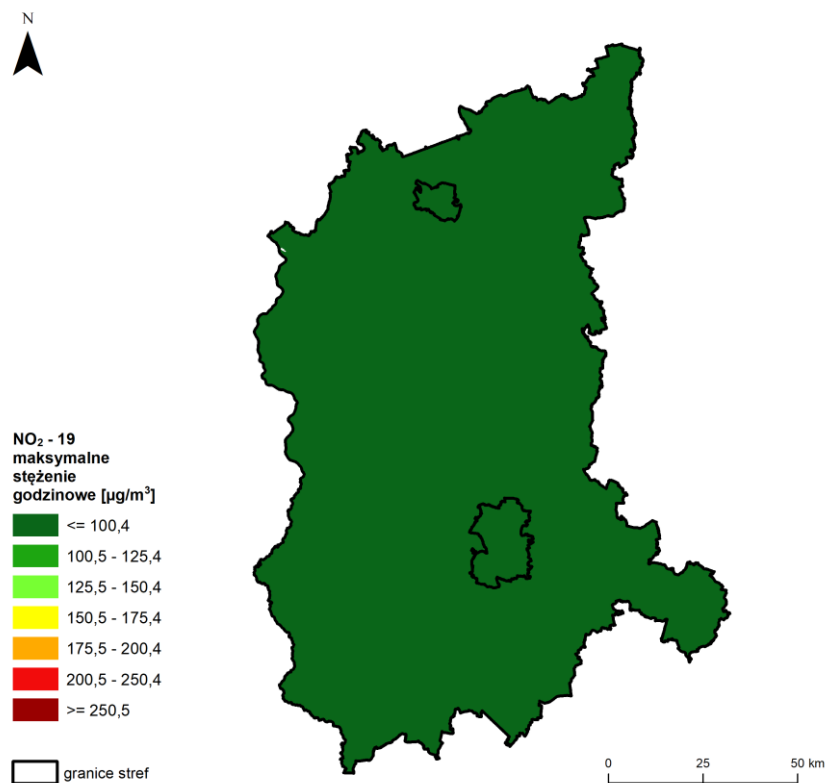 N
NO₂ - 19
maksymalne
stężenie
godzinowe [µg/m³]
<= 100,4
100,5 - 125,4
125,5 - 150,4
150,5 - 175,4
175,5 - 200,4
200,5 - 250,4
>= 250,5
granice stref
0 25 50 km